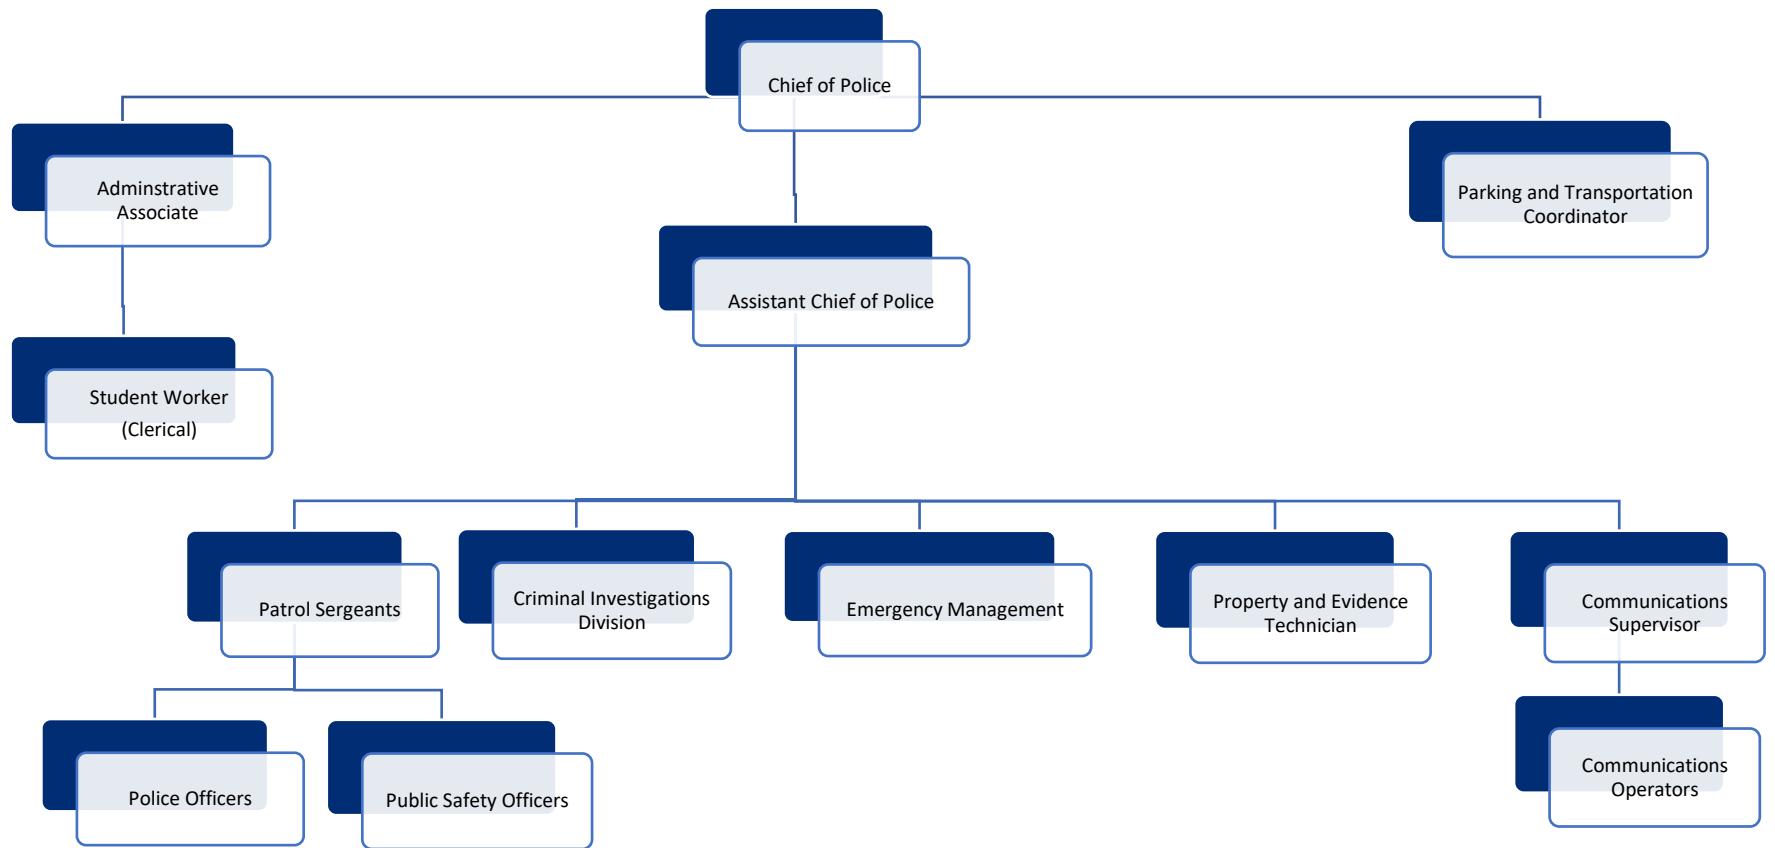 Chief of Police
Adminstrative
Associate
Parking and Transportation
Coordinator
Assistant Chief of Police
Student Worker
(Clerical)
Patrol Sergeants
Criminal Investigations
Division
Emergency Management
Property and Evidence
Technician
Communications
Supervisor
Police Officers
Public Safety Officers
Communications
Operators